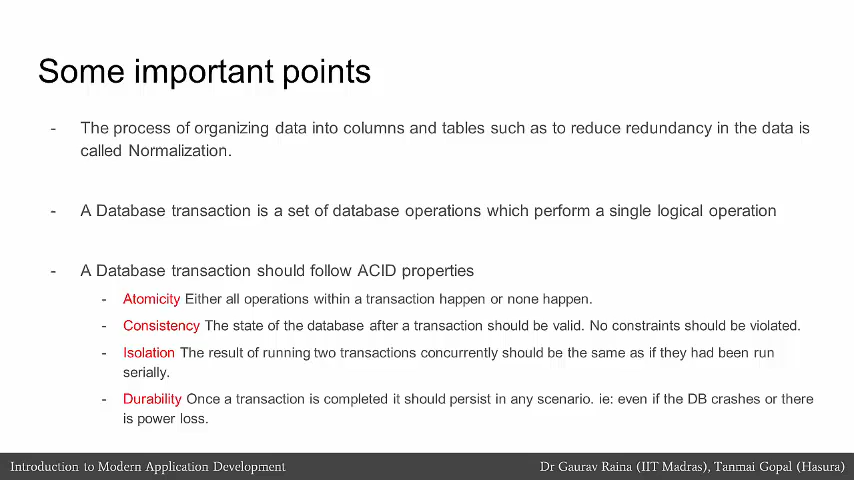 Some important points
- The process of organizing data into columns and tables such as to reduce redundancy in the data is
called Normalization.
- A Database transaction is a set of database operations which perform a single logical operation
- A Database transaction should follow ACID properties
- Atomicity Either all operations within a transaction happen or none happen.
- Consistency The state of the database after a transaction should be valid. No constraints should be violated.
- Isolation The result of running two transactions concurrently should be the same as if they had been run
serially.
- Durability Once a transaction is completed it should persist in any scenario. ie: even if the DB crashes or there
is power loss.
Introduction to Modern Application Development
Dr Gaurav Raina (IIT Madras), Tanmai Gopal (Hasura)